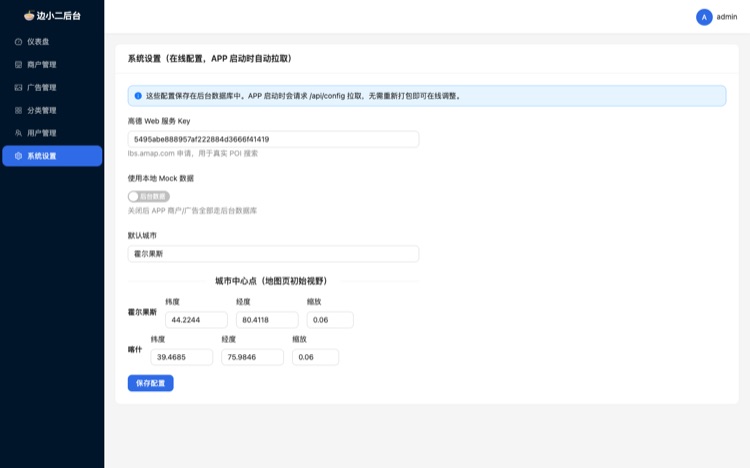 边小二后台
A admin
仪表盘
商户管理
广告管理
分类管理
用户管理
系统设置
系统设置（在线配置，APP 启动时自动拉取）
这些配置保存在后台数据库中。APP 启动时会请求 /api/config 拉取，无需重新打包即可在线调整。
高德 Web 服务 Key
5495abe888957af222884d3666f41419
lbs.amap.com 申请，用于真实 POI 搜索
使用本地 Mock 数据
后台数据
关闭后 APP 商户/广告全部走后台数据库
默认城市
霍尔果斯
城市中心点（地图页初始视野）
纬度 经度 缩放
霍尔果斯 44.2244 80.4118 0.06
纬度 经度 缩放
喀什 39.4685 75.9846 0.06
保存配置